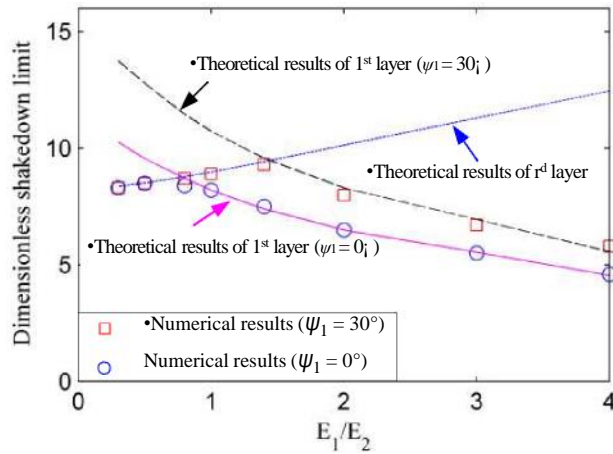 15
•Theoretical results of 1st layer (ψ1 = 30¡ )
10
•Theoretical results of rd layer
•Theoretical results of 1st layer (ψ1 = 0¡ )
5
•Numerical results (ψ1 = 30°)
Numerical results (ψ1 = 0°)
0
0 1 2 3 4
E1/E2
Dimensionless shakedown limit